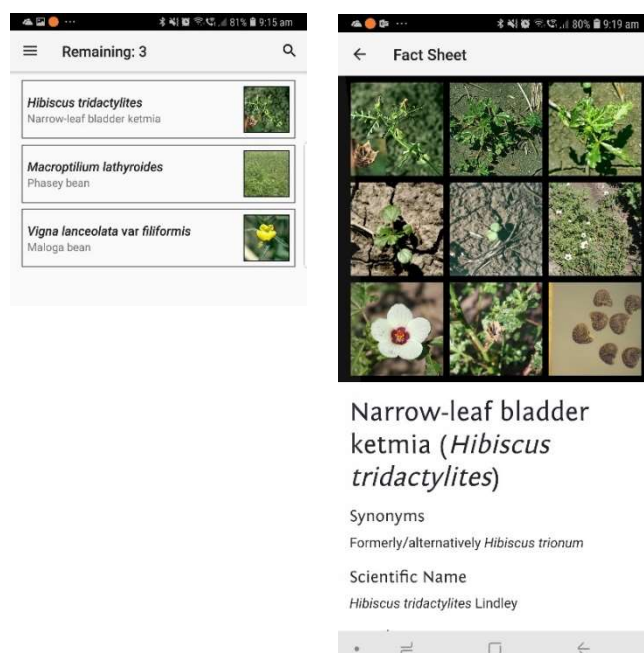 81% 9:15 am
Remaining: 3
Hibiscus tridactylites
Narrow-leaf bladder ketmia
Macroptilium lathyroides
Phasey bean
Vigna lanceolata var filiformis
Maloga bean
80% 9:19 am
Fact Sheet
Narrow-leaf bladder
ketmia (Hibiscus
tridactylites)
Synonyms
Formerly/alternatively Hibiscus trionum
Scientific Name
Hibiscus tridactylites Lindley